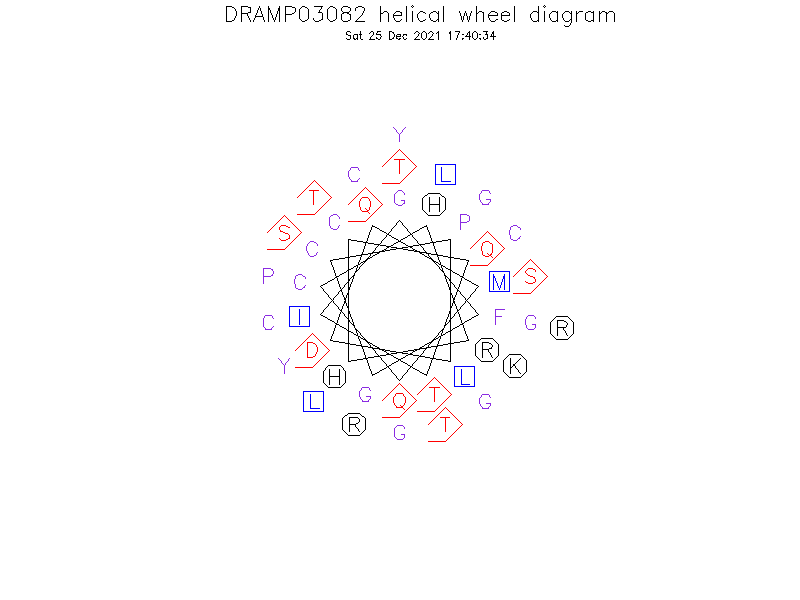 DRAMP03082 helical wheel diagram
Sat 25 Dec 2021 17:40:34
Y
C T L
T Q G H G
C P
S C
C Q
P C M S
C I F G R
D R
Y K
H L
L G Q T G
R G T